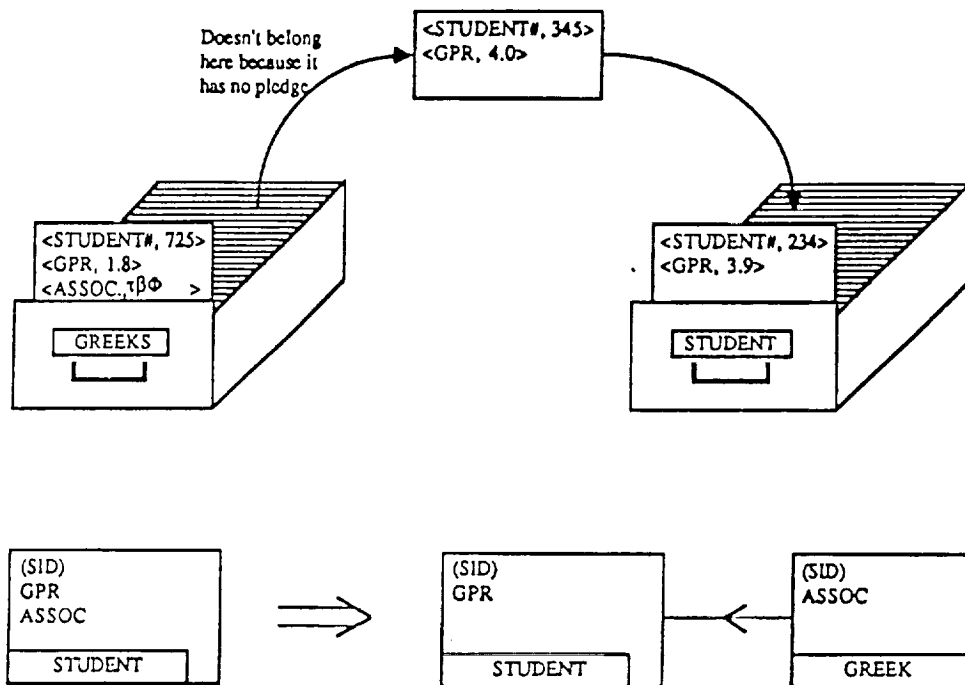 Doesn't belong
here because it
has no pledge
<STUDENT#, 345>
<GPR, 4.0>
<STUDENT#, 725>
<GPR, 1.8>
<ASSOC.,τβΦ >
GREEKS
<STUDENT#, 234>
<GPR, 3.9>
STUDENT
(SID)
GPR
ASSOC
STUDENT
(SID)
GPR
STUDENT
(SID)
ASSOC
GREEK